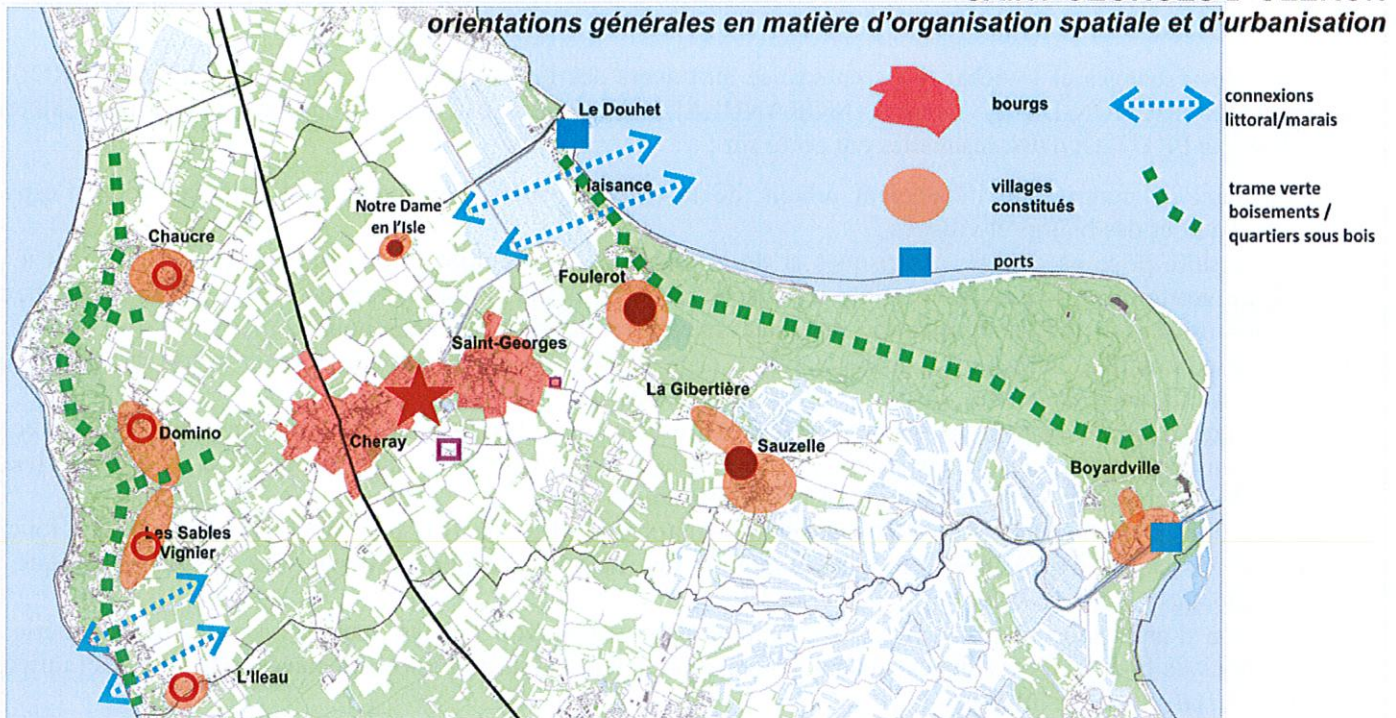 orientations générales en matière d'organisation spatiale et d'urbanisation
Le Douhet
bourgs
connexions
littoral/marais
Plaisance
Notre Dame
en l'Isle
villages
constitués
trame verte
boisements /
quartiers sous bois
Chaucre
ports
Foulerot
Saint-Georges
La Gibertière
Domino
Cheray
Sauzelle
Boyardville
Les Sables
Vignier
L'Ileau